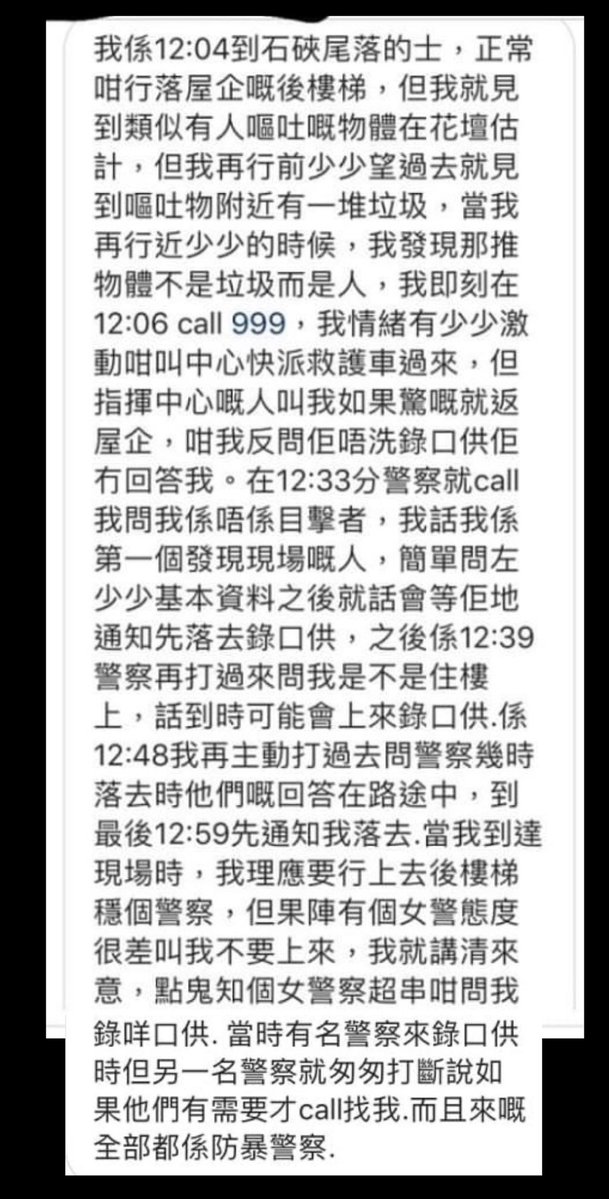 我係12:04到石硤尾落的士，正常
咁行落屋企嘅後樓梯，但我就見
到類似有人嘔吐嘅物體在花壇估
計，但我再行前少少望過去就見
到嘔吐物附近有一堆垃圾，當我
再行近少少的時候，我發現那推
物體不是垃圾而是人，我即刻在
12:06 call 999，我情緒有少少激
動咁叫中心快派救護車過來，但
指揮中心嘅人叫我如果驚嘅就返
屋企，咁我反問佢唔洗錄口供佢
冇回答我。在12:33分警察就call
我問我係唔係目擊者，我話我係
第一個發現現場嘅人，簡單問左
少少基本資料之後就話會等佢地
通知先落去錄口供，之後係12:39
警察再打過來問我是不是住樓
上，話到時可能會上來錄口供.係
12:48我再主動打過去問警察幾時
落去時他們嘅回答在路途中，到
最後12:59先通知我落去.當我到達
現場時，我理應要行上去後樓梯
穩個警察，但果陣有個女警態度
很差叫我不要上來，我就講清來
意，點鬼知個女警察超串咁問我
錄咩口供. 當時有名警察來錄口供
時但另一名警察就匆匆打斷說如
果他們有需要才call找我.而且來嘅
全部都係防暴警察.